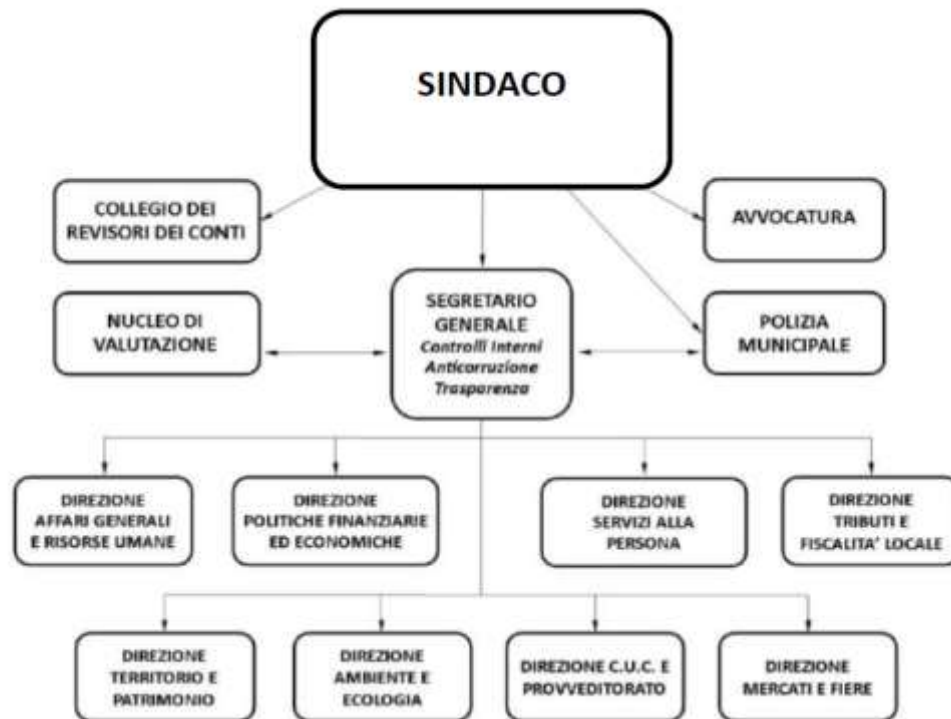 SINDACO
COLLEGIO DEI
REVISORI DEI CONTI
AVVOCATURA
NUCLEO DI
VALUTAZIONE
SEGRETARIO
GENERALE
Controlli Interni
Anticorruzione
Trasparenza
POLIZIA
MUNICIPALE
DIREZIONE
AFFARI GENERALI
E RISORSE UMANE
DIREZIONE
POLITICHE FINANZIARIE
ED ECONOMICHE
DIREZIONE
SERVIZI ALLA
PERSONA
DIREZIONE
TRIBUTI E
FISCALITA' LOCALE
DIREZIONE
TERRITORIO E
PATRIMONIO
DIREZIONE
AMBIENTE E
ECOLOGIA
DIREZIONE C.U.C. E
PROVVEDITORATO
DIREZIONE
MERCATI E FIERE